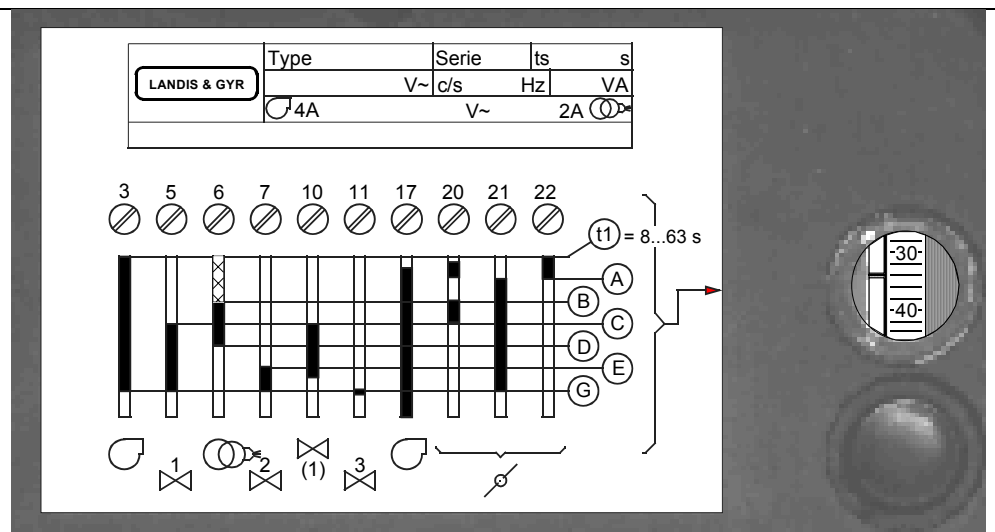 Type Serie ts s
LANDIS & GYR V~ c/s Hz VA
4A V~ 2A
3 5 6 7 10 11 17 20 21 22
t1 = 8...63 s
A
B
C
D
E
G
-30-
-40-
1 2 (1) 3